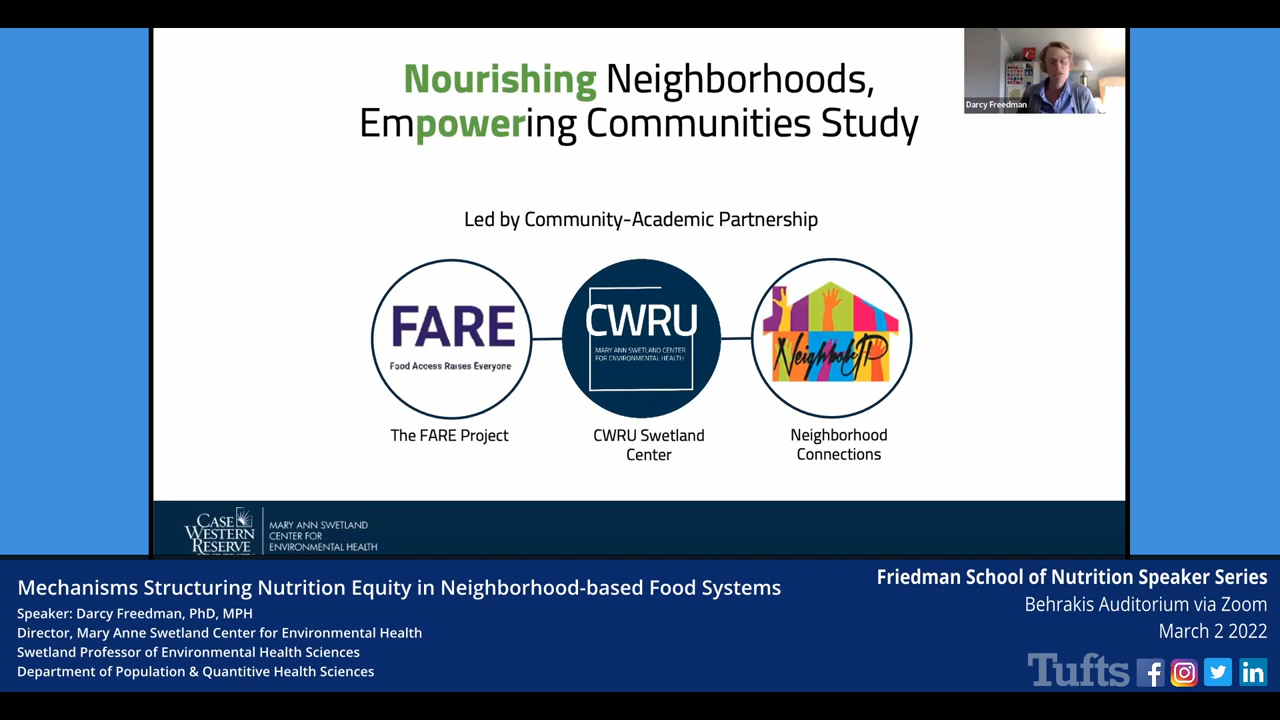 Nourishing Neighborhoods,
Empowering Communities Study
Darcy Freedman
Led by Community-Academic Partnership
FARE
Food Access Raises Everyone
CWRU
MARY ANN SWETLAND CENTER
FOR ENVIRONMENTAL HEALTH
NeighborUP
The FARE Project
CWRU Swetland
Center
Neighborhood
Connections
CASE
WESTERN
RESERVE
MARY ANN SWETLAND
CENTER FOR
ENVIRONMENTAL HEALTH
Mechanisms Structuring Nutrition Equity in Neighborhood-based Food Systems
Speaker: Darcy Freedman, PhD, MPH
Director, Mary Anne Swetland Center for Environmental Health
Swetland Professor of Environmental Health Sciences
Department of Population & Quantitative Health Sciences
Friedman School of Nutrition Speaker Series
Behrakis Auditorium via Zoom
March 2 2022
Tufts